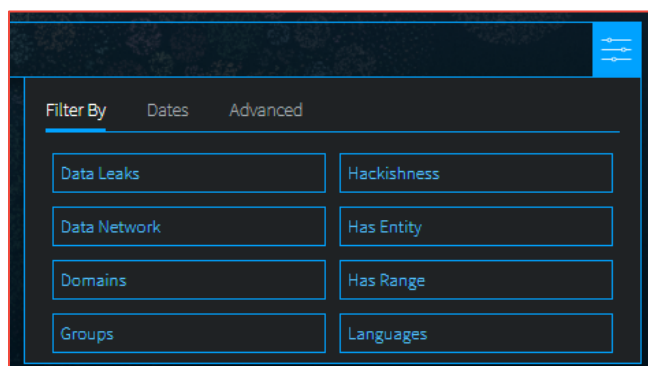 Filter By Dates Advanced
Data Leaks Hackishness
Data Network Has Entity
Domains Has Range
Groups Languages